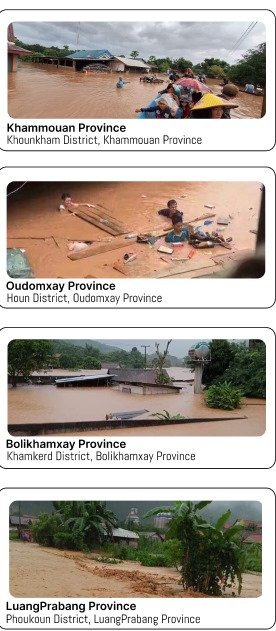 Khammouan Province
Khounkham District, Khammouan Province
Oudomxay Province
Houn District, Oudomxay Province
Bolikhamxay Province
Khamkerd District, Bolikhamxay Province
LuangPrabang Province
Phoukoun District, LuangPrabang Province